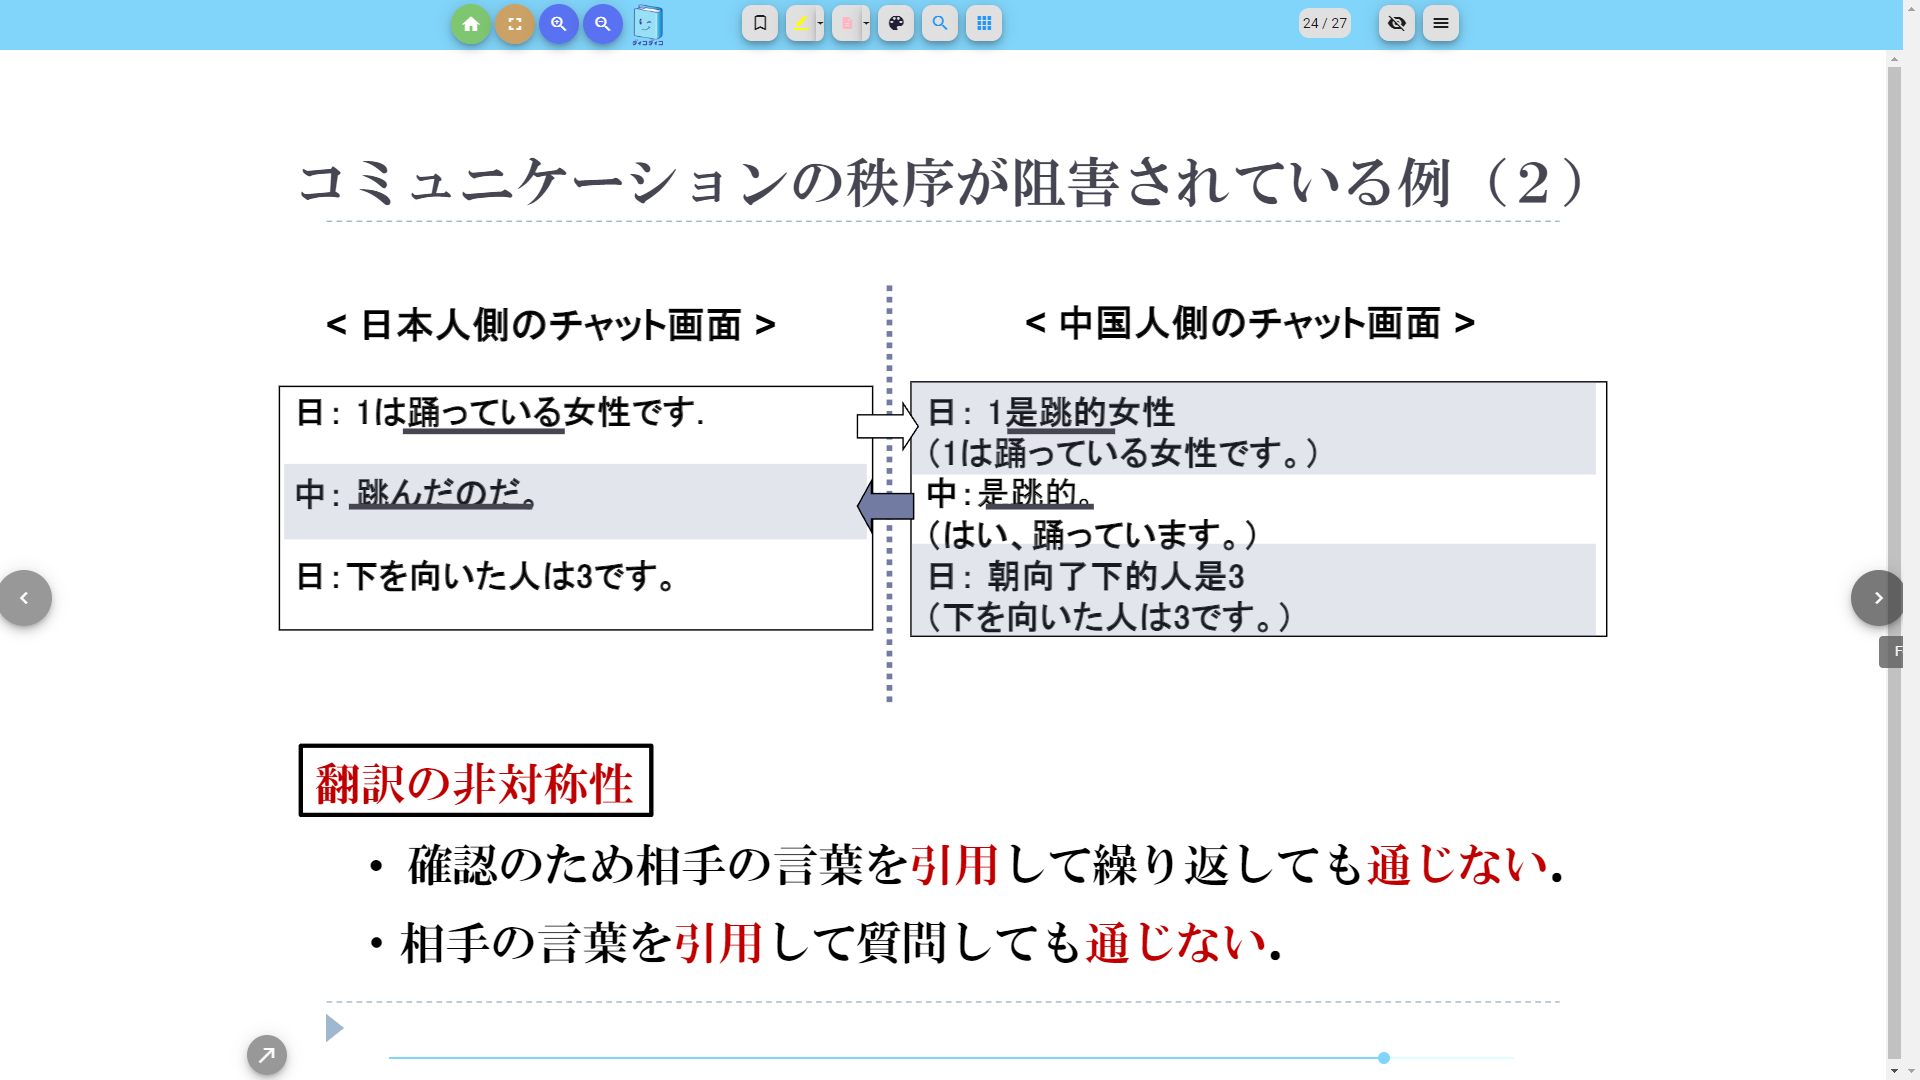 ディコディコ
24 / 27
コミュニケーションの秩序が阻害されている例（２）
< 日本人側のチャット画面 >
日： 1は踊っている女性です.
中： 跳んだのだ。
日：下を向いた人は3です。
< 中国人側のチャット画面 >
日： 1是跳的女性
（1は踊っている女性です。）
中：是跳的。
（はい、踊っています。）
日： 朝向了下的人是3
（下を向いた人は3です。）
翻訳の非対称性
・ 確認のため相手の言葉を引用して繰り返しても通じない．
・相手の言葉を引用して質問しても通じない．
F